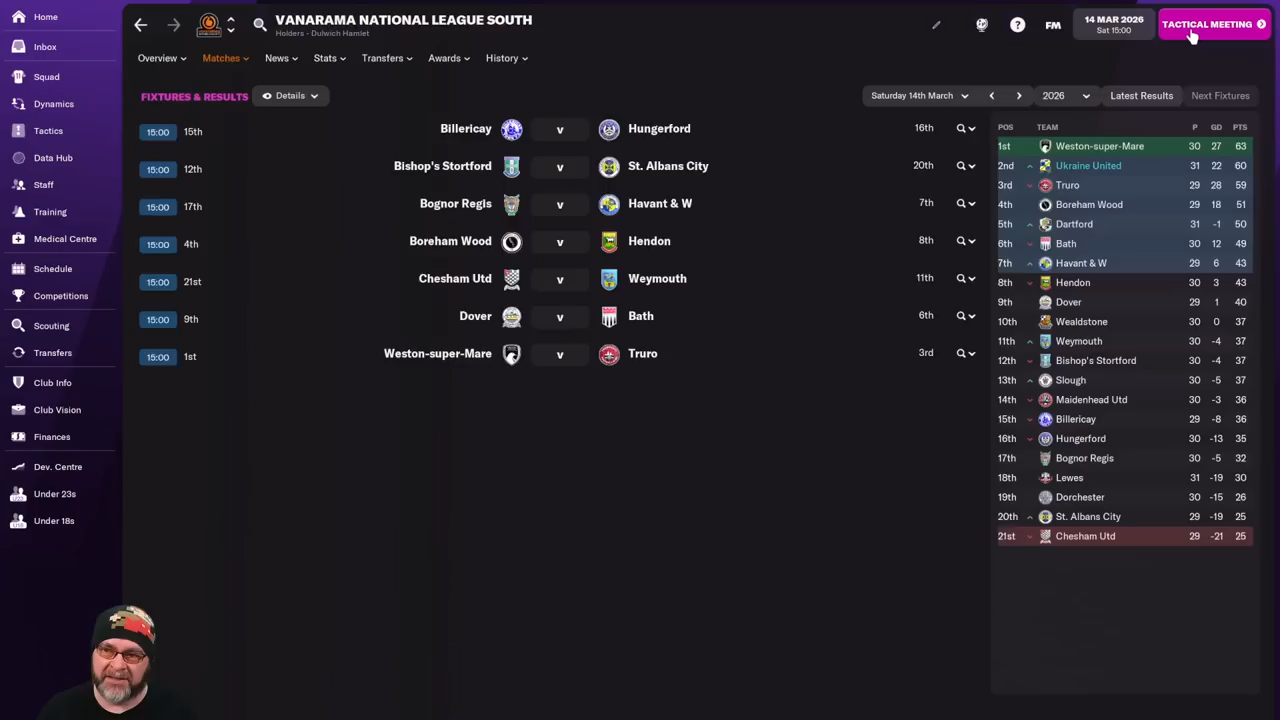 Home
Inbox
Squad
Dynamics
Tactics
Data Hub
Staff
Training
Medical Centre
Schedule
Competitions
Scouting
Transfers
Club Info
Club Vision
Finances
Dev. Centre
Under 23s
Under 18s
VANARAMA NATIONAL LEAGUE SOUTH
Holders - Dulwich Hamlet
? FM 14 MAR 2026 TACTICAL MEETING
Sat 15:00
Overview Matches News Stats Transfers Awards History
FIXTURES & RESULTS Details Saturday 14th March 2026 Latest Results Next Fixtures
15:00 15th Billericay v Hungerford 16th
15:00 12th Bishop's Stortford v St. Albans City 20th
15:00 17th Bognor Regis v Havant & W 7th
15:00 4th Boreham Wood v Hendon 8th
15:00 21st Chesham Utd v Weymouth 11th
15:00 9th Dover v Bath 6th
15:00 1st Weston-super-Mare v Truro 3rd
POS TEAM P GD PTS
1st Weston-super-Mare 30 27 63
2nd Ukraine United 31 22 60
3rd Truro 29 28 59
4th Boreham Wood 29 18 51
5th Dartford 31 -1 50
6th Bath 30 12 49
7th Havant & W 29 6 43
8th Hendon 30 3 43
9th Dover 29 1 40
10th Wealdstone 30 0 37
11th Weymouth 30 -4 37
12th Bishop's Stortford 30 -4 37
13th Slough 30 -5 37
14th Maidenhead Utd 30 -3 36
15th Billericay 29 -8 36
16th Hungerford 30 -13 35
17th Bognor Regis 30 -5 32
18th Lewes 31 -19 30
19th Dorchester 30 -15 26
20th St. Albans City 29 -19 25
21st Chesham Utd 29 -21 25